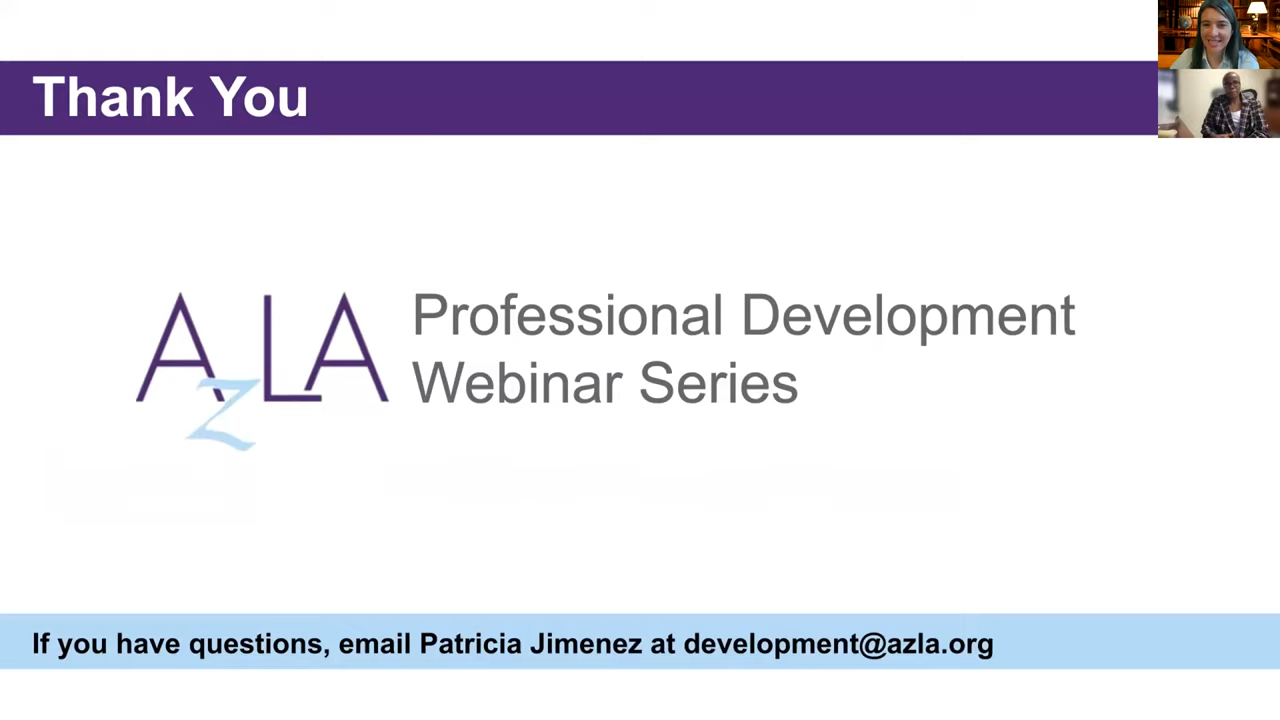 Thank You
AzLA
Professional Development
Webinar Series
If you have questions, email Patricia Jimenez at development@azla.org